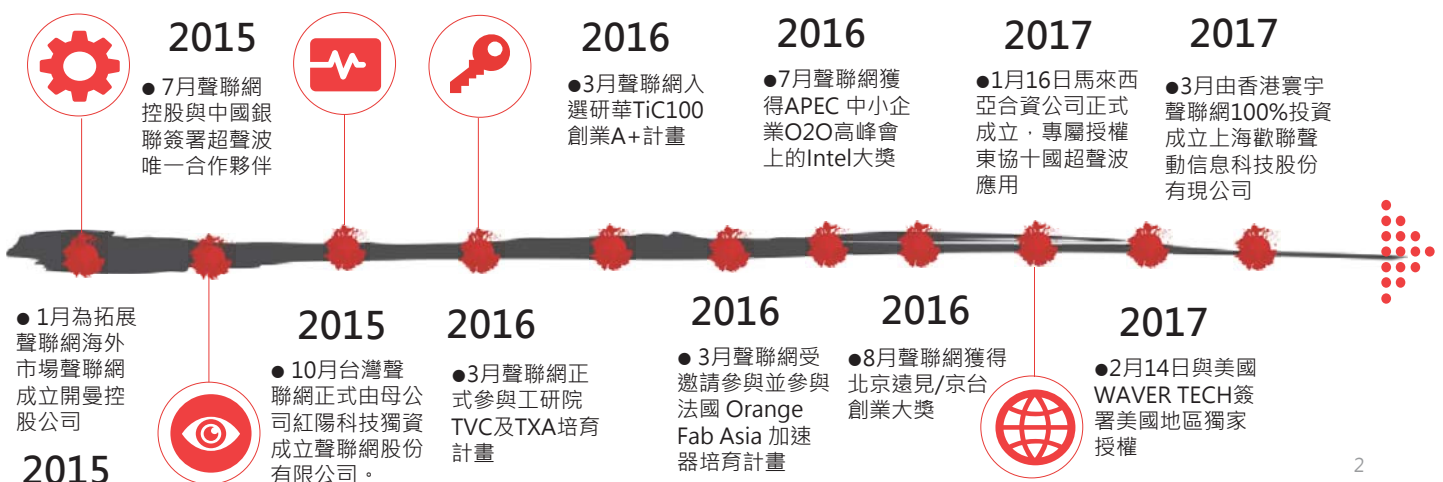 2015
● 7月聲聯網
控股與中國銀
聯簽署超聲波
唯一合作夥伴
2016
●3月聲聯網入
選研華TiC100
創業A+計畫
2016
●7月聲聯網獲
得APEC 中小企
業O2O高峰會
上的Intel大獎
2017
●1月16日馬來西
亞合資公司正式
成立，專屬授權
東協十國超聲波
應用
2017
●3月由香港寰宇
聲聯網100%投資
成立上海歡聯聲
動信息科技股份
有現公司
● 1月為拓展
聲聯網海外
市場聲聯網
成立開曼控
股公司
2015
2015
● 10月台灣聲
聯網正式由母公
司紅陽科技獨資
成立聲聯網股份
有限公司。
2016
●3月聲聯網正
式參與工研院
TVC及TXA培育
計畫
2016
● 3月聲聯網受
邀請參與並參與
法國 Orange
Fab Asia 加速
器培育計畫
2016
●8月聲聯網獲得
北京遠見/京台
創業大獎
2017
●2月14日與美國
WAVER TECH簽
署美國地區獨家
授權
2